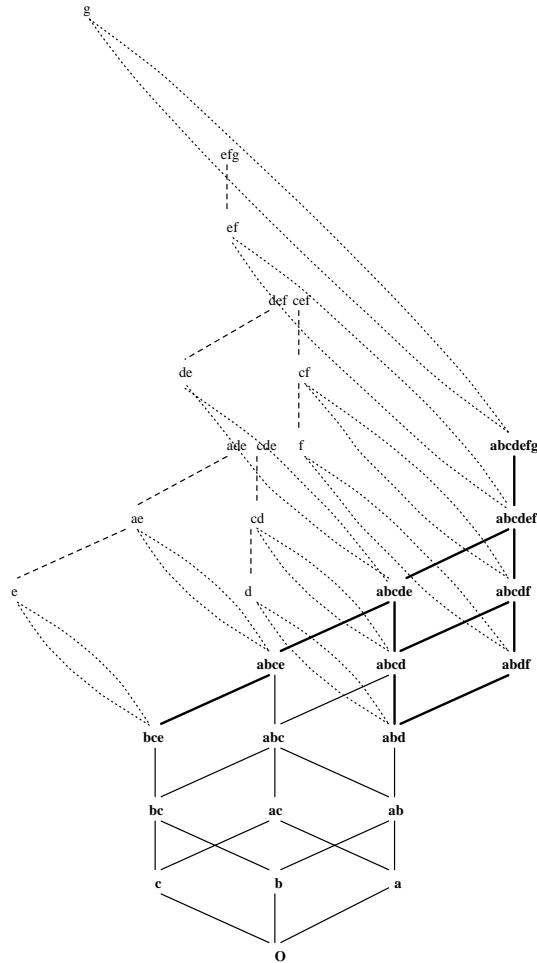 g
efg
ef
def cef
de cf
ade cde f abcdefg
ae cd abcdef
e d abcde abcdf
abce abcd abdf
bce abc abd
bc ac ab
c b a
O